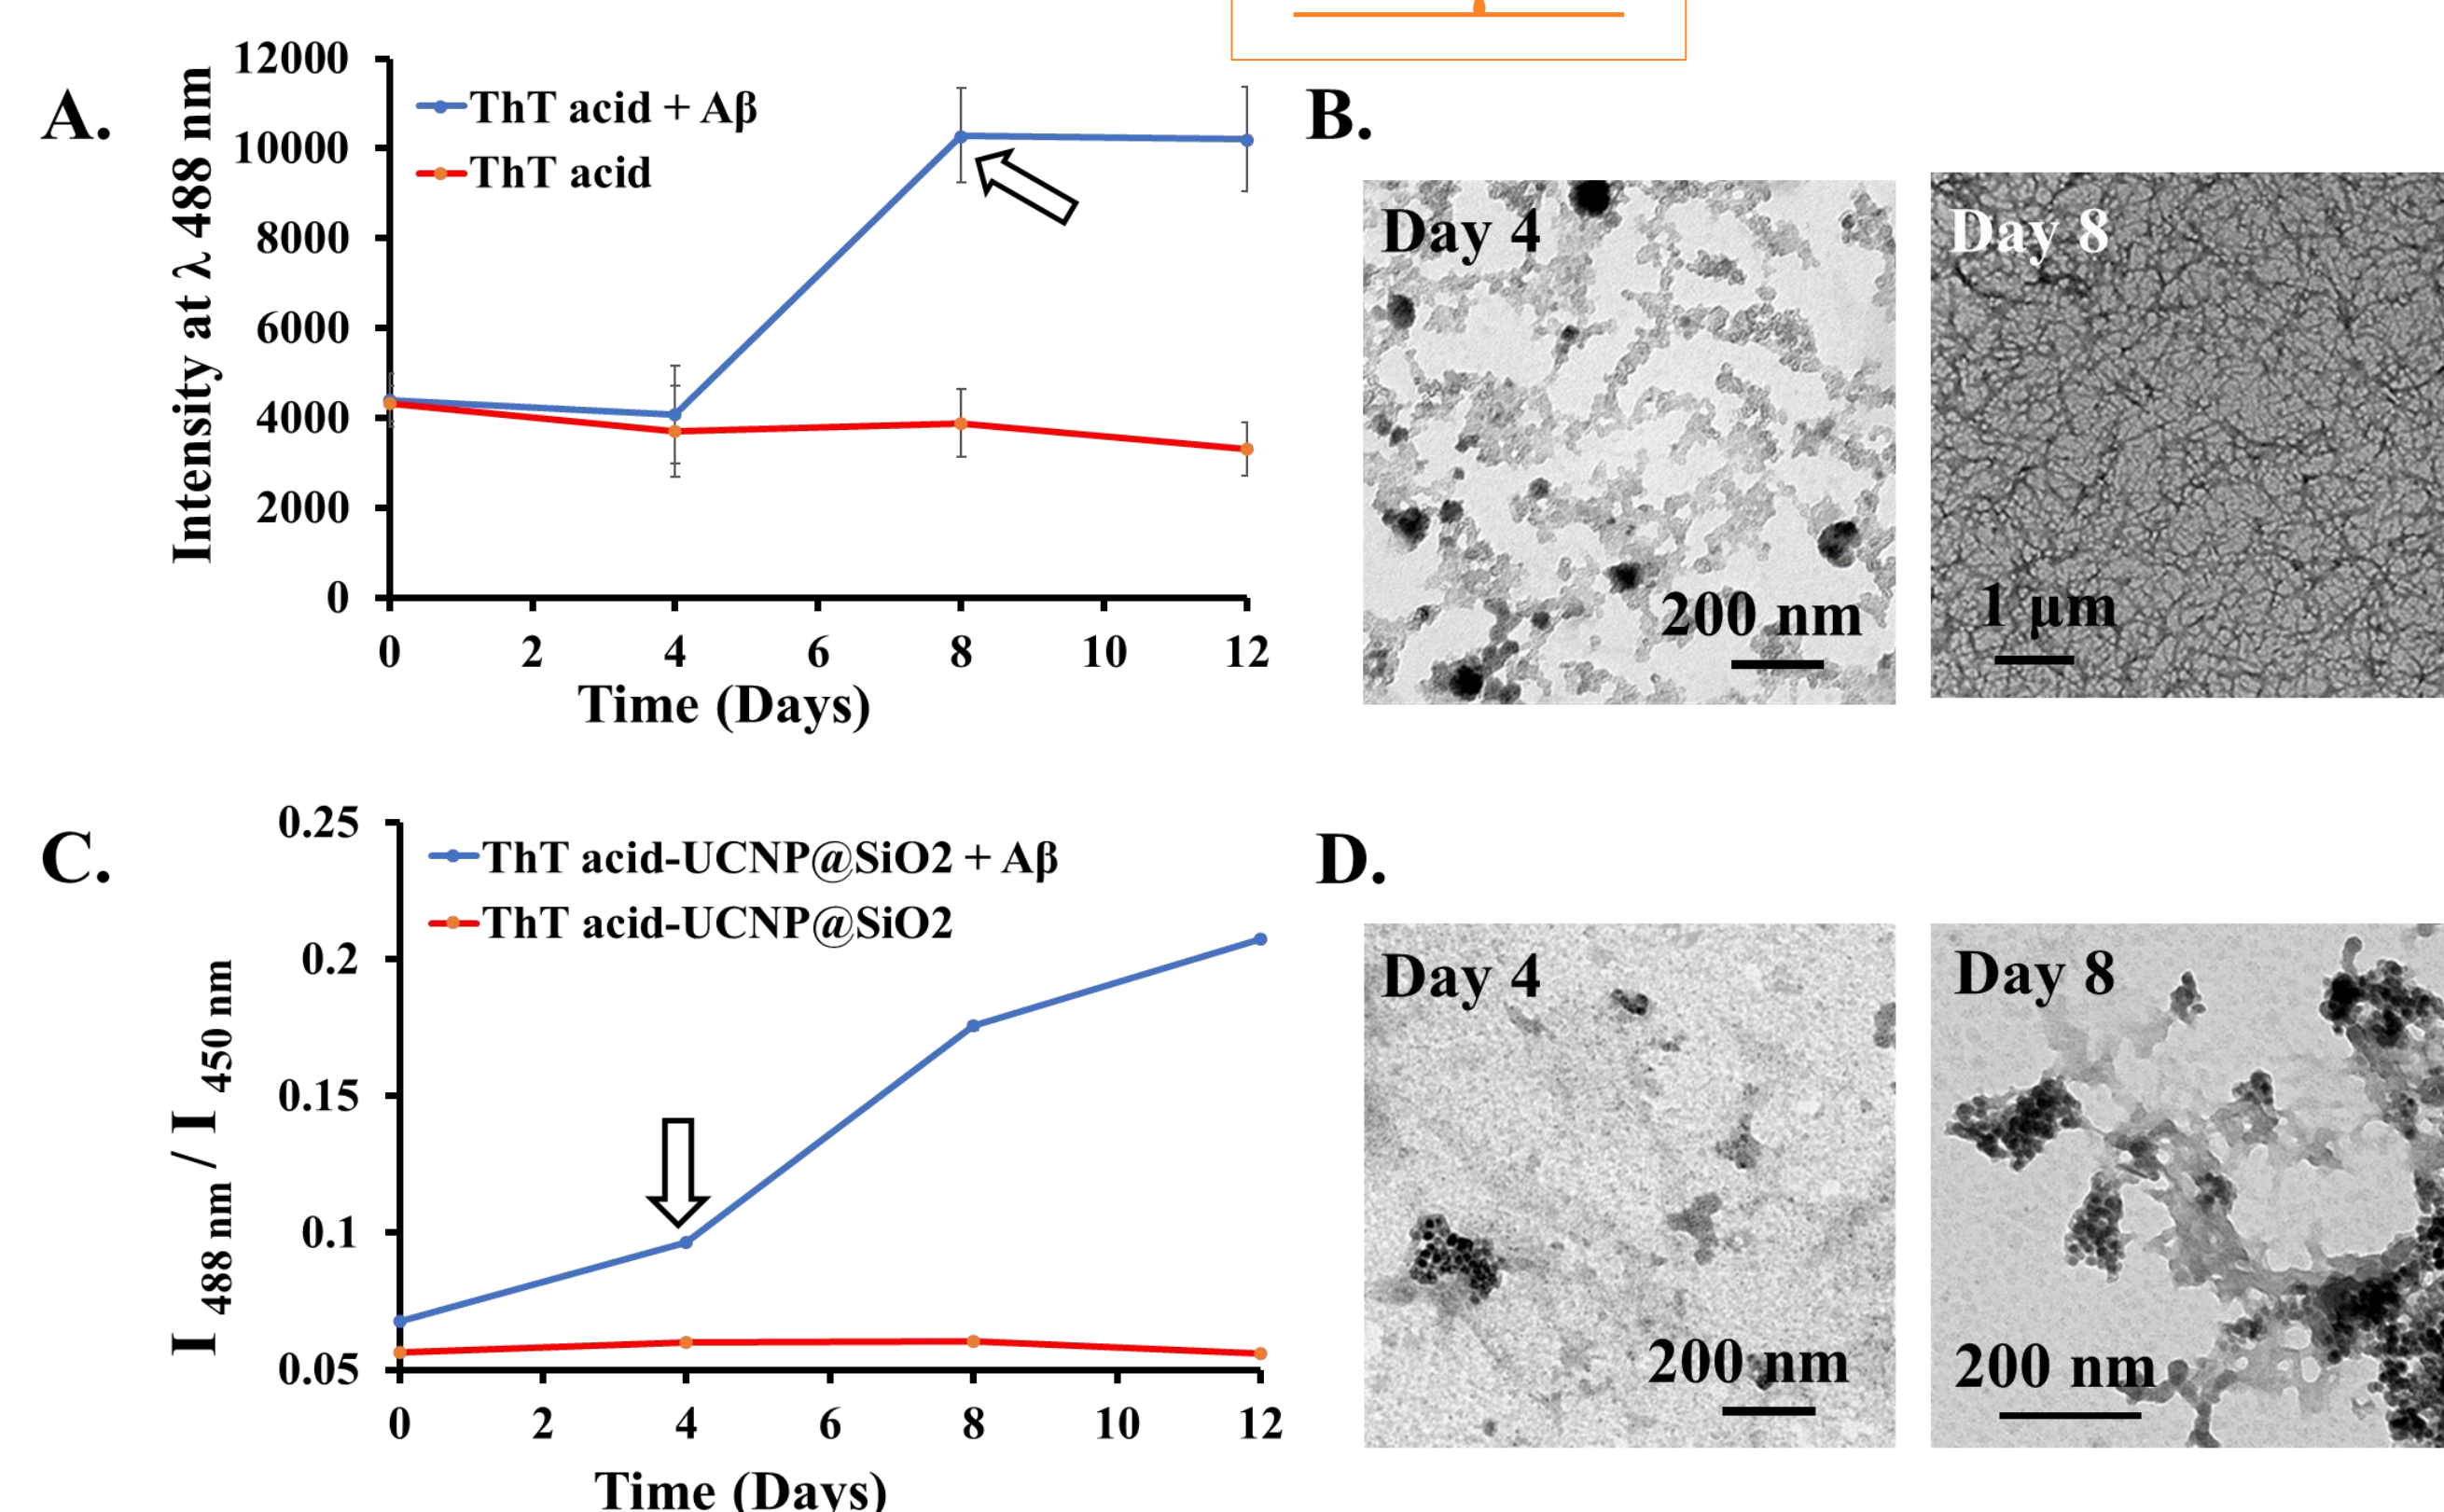 A.
Intensity at λ 488 nm
12000
10000
8000
6000
4000
2000
0
ThT acid + Aβ
ThT acid
0 2 4 6 8 10 12
Time (Days)
B.
Day 4
200 nm
Day 8
1 μm
C.
I 488 nm / I 450 nm
0.25
0.2
0.15
0.1
0.05
ThT acid-UCNP@SiO2 + Aβ
ThT acid-UCNP@SiO2
0 2 4 6 8 10 12
Time (Days)
D.
Day 4
200 nm
Day 8
200 nm